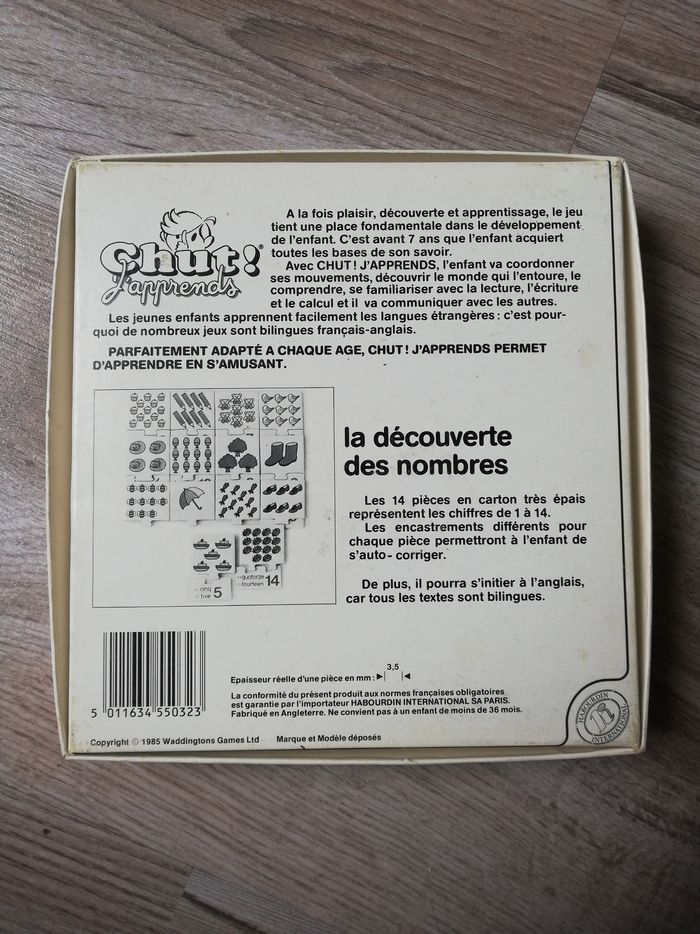 Chut!®
J'apprends
A la fois plaisir, découverte et apprentissage, le jeu
tient une place fondamentale dans le développement
de l'enfant. C'est avant 7 ans que l'enfant acquiert
toutes les bases de son savoir.
Avec CHUT! J'APPRENDS, l'enfant va coordonner
ses mouvements, découvrir le monde qui l'entoure, le
comprendre, se familiariser avec la lecture, l'écriture
et le calcul et il va communiquer avec les autres.
Les jeunes enfants apprennent facilement les langues étrangères : c'est pour-
quoi de nombreux jeux sont bilingues français-anglais.
PARFAITEMENT ADAPTÉ A CHAQUE AGE, CHUT! J'APPRENDS PERMET
D'APPRENDRE EN S'AMUSANT.
la découverte
des nombres
Les 14 pièces en carton très épais
représentent les chiffres de 1 à 14.
Les encastrements différents pour
chaque pièce permettront à l'enfant de
s'auto-corriger.
De plus, il pourra s'initier à l'anglais,
car tous les textes sont bilingues.
cinq
five 5
quatorze
fourteen 14
3,5
Epaisseur réelle d'une pièce en mm :
La conformité du présent produit aux normes françaises obligatoires
est garantie par l'importateur HABOURDIN INTERNATIONAL SA PARIS.
Fabriqué en Angleterre. Ne convient pas à un enfant de moins de 36 mois.
5 011634 550323
Copyright © 1985 Waddingtons Games Ltd Marque et Modèle déposés
HABOURDIN
INTERNATIONAL